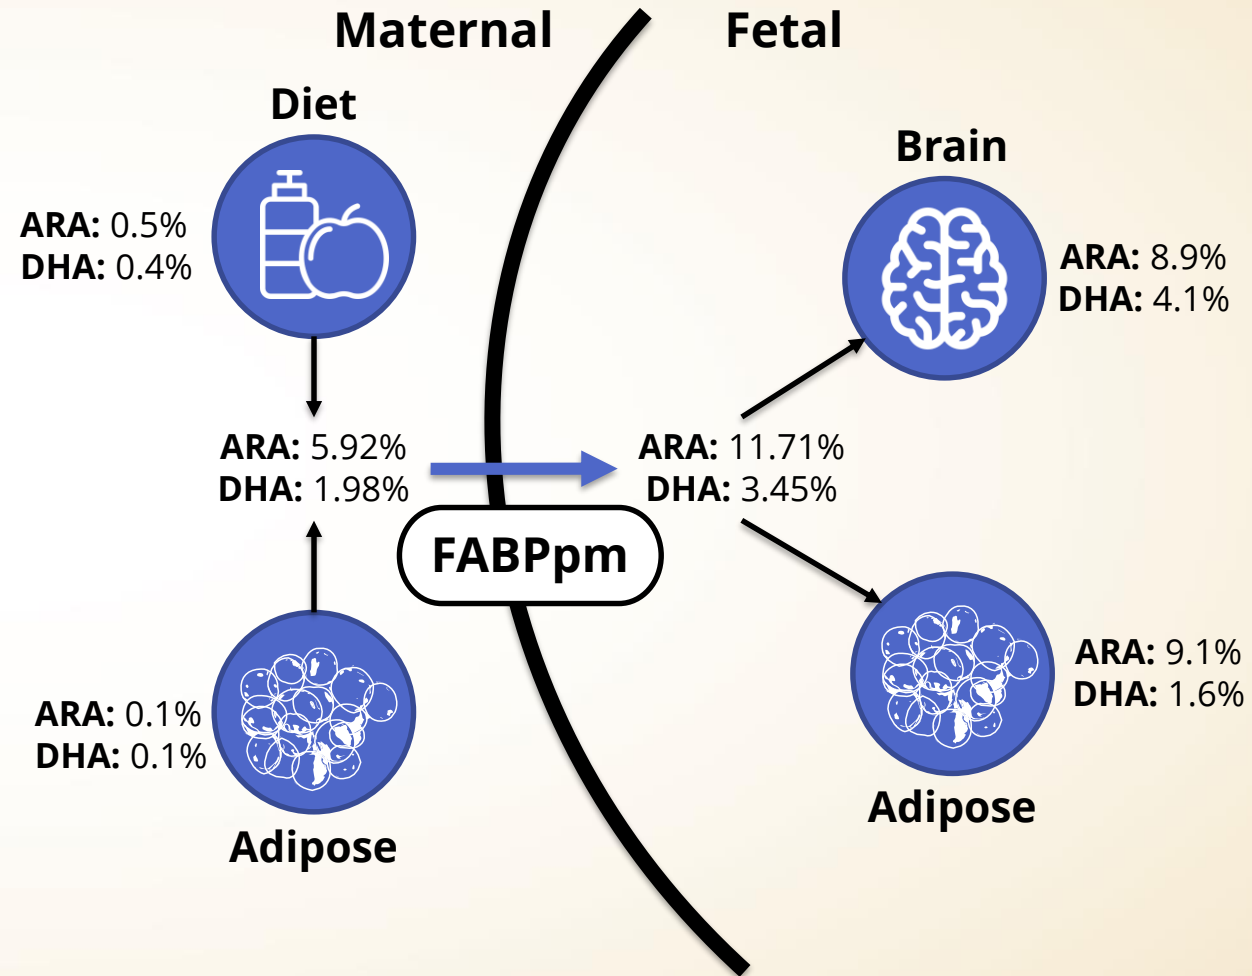 Maternal
Fetal
Diet
ARA: 0.5%
DHA: 0.4%
Brain
ARA: 8.9%
DHA: 4.1%
ARA: 5.92%
DHA: 1.98%
ARA: 11.71%
DHA: 3.45%
FABPpm
ARA: 0.1%
DHA: 0.1%
Adipose
ARA: 9.1%
DHA: 1.6%
Adipose